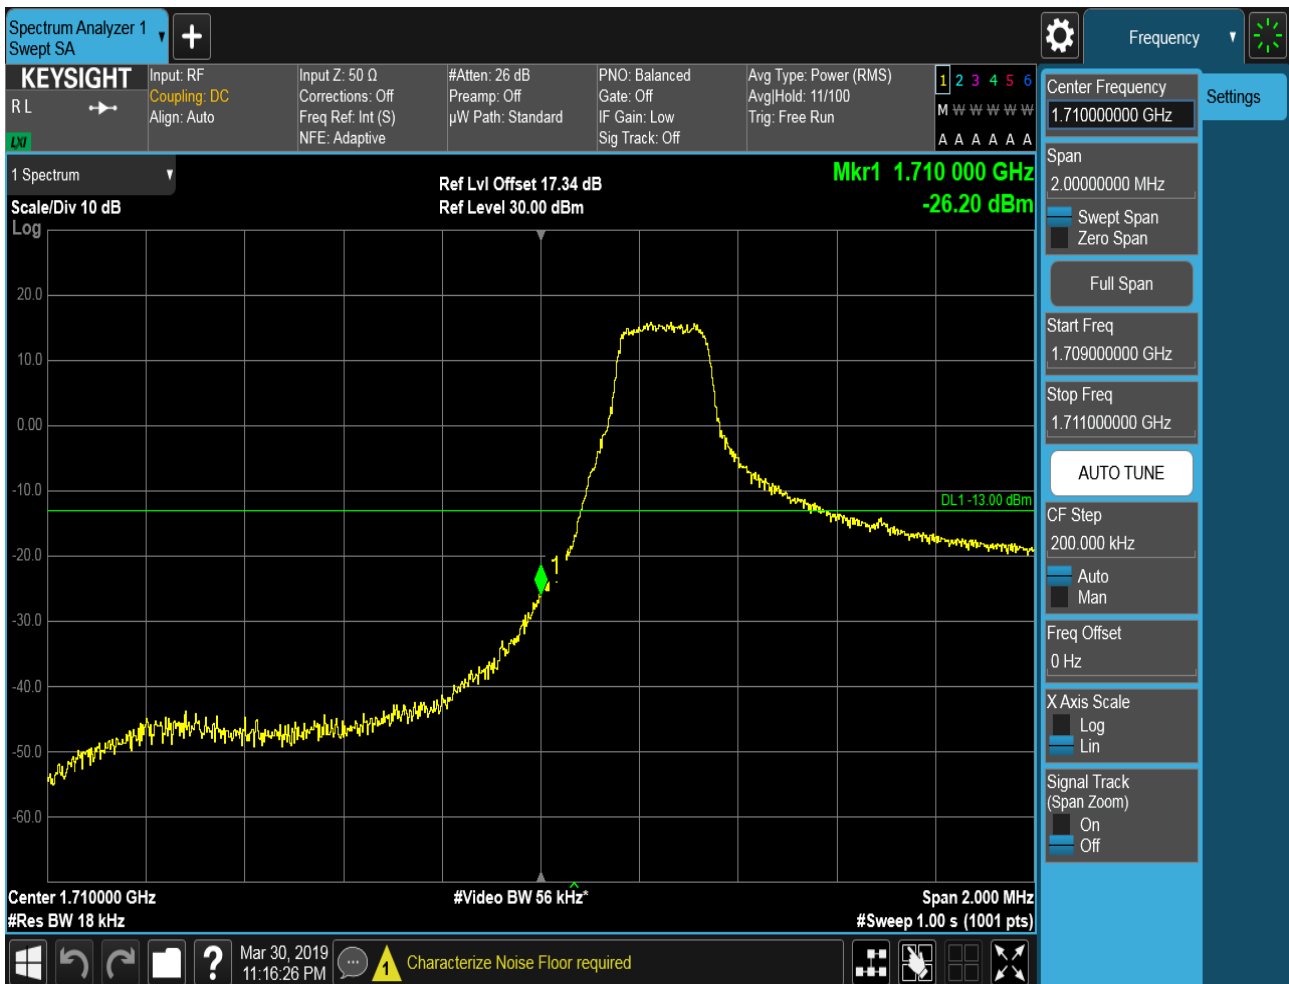 Spectrum Analyzer 1
Swept SA
Frequency
KEYSIGHT
R L
LXI
Input: RF
Coupling: DC
Align: Auto
Input Z: 50 Ω
Corrections: Off
Freq Ref: Int (S)
NFE: Adaptive
#Atten: 26 dB
Preamp: Off
µW Path: Standard
PNO: Balanced
Gate: Off
IF Gain: Low
Sig Track: Off
Avg Type: Power (RMS)
Avg|Hold: 11/100
Trig: Free Run
1 2 3 4 5 6
M W W W W W
A A A A A A
1 Spectrum
Scale/Div 10 dB
Log
Ref Lvl Offset 17.34 dB
Ref Level 30.00 dBm
Mkr1 1.710 000 GHz
-26.20 dBm
20.0
10.0
0.00
-10.0
-20.0
-30.0
-40.0
-50.0
-60.0
DL1 -13.00 dBm
1
Center 1.710000 GHz
#Res BW 18 kHz
#Video BW 56 kHz*
Span 2.000 MHz
#Sweep 1.00 s (1001 pts)
Center Frequency
1.710000000 GHz
Settings
Span
2.00000000 MHz
Swept Span
Zero Span
Full Span
Start Freq
1.709000000 GHz
Stop Freq
1.711000000 GHz
AUTO TUNE
CF Step
200.000 kHz
Auto
Man
Freq Offset
0 Hz
X Axis Scale
Log
Lin
Signal Track
(Span Zoom)
On
Off
?
Mar 30, 2019
11:16:26 PM
1
Characterize Noise Floor required